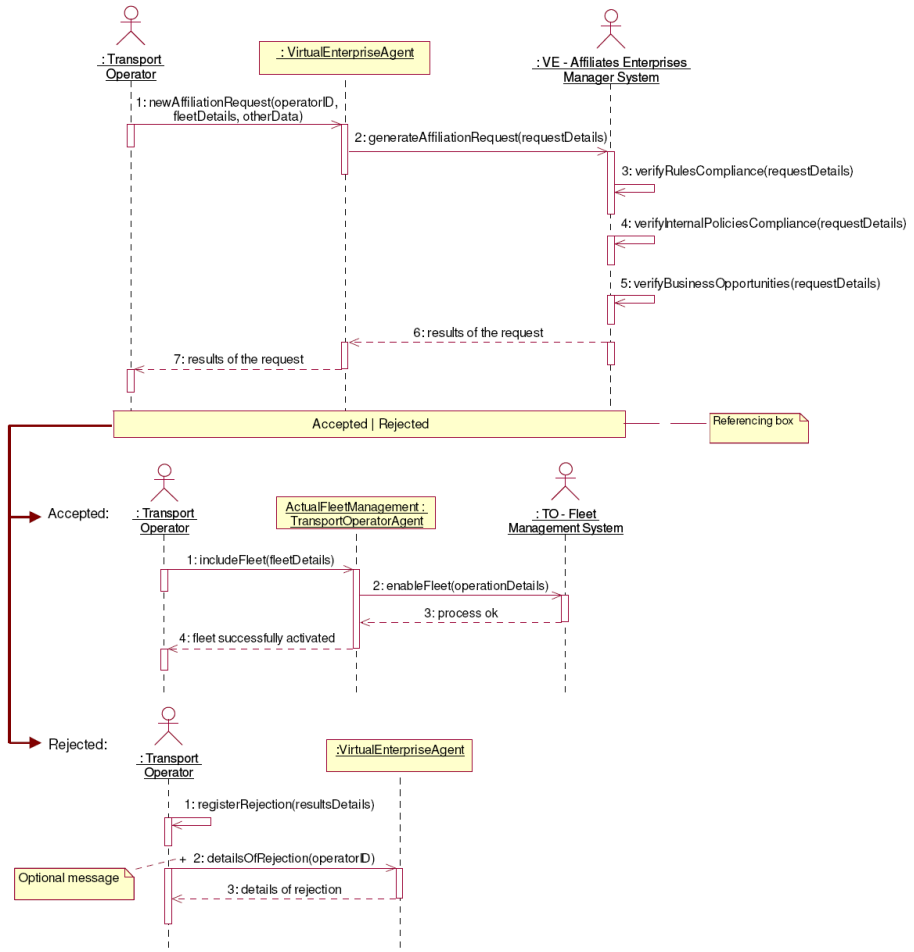 : Transport
Operator
: VirtualEnterpriseAgent
: VE - Affiliates Enterprises
Manager System
1: newAffiliationRequest(operatorID,
fleetDetails, otherData)
2: generateAffiliationRequest(requestDetails)
3: verifyRulesCompliance(requestDetails)
4: verifyInternalPoliciesCompliance(requestDetails)
5: verifyBusinessOpportunities(requestDetails)
6: results of the request
7: results of the request
Accepted | Rejected
Referencing box
Accepted:
: Transport
Operator
ActualFleetManagement :
TransportOperatorAgent
: TO - Fleet
Management System
1: includeFleet(fleetDetails)
2: enableFleet(operationDetails)
3: process ok
4: fleet successfully activated
Rejected:
: Transport
Operator
:VirtualEnterpriseAgent
1: registerRejection(resultsDetails)
+ 2: detailsOfRejection(operatorID)
Optional message
3: details of rejection